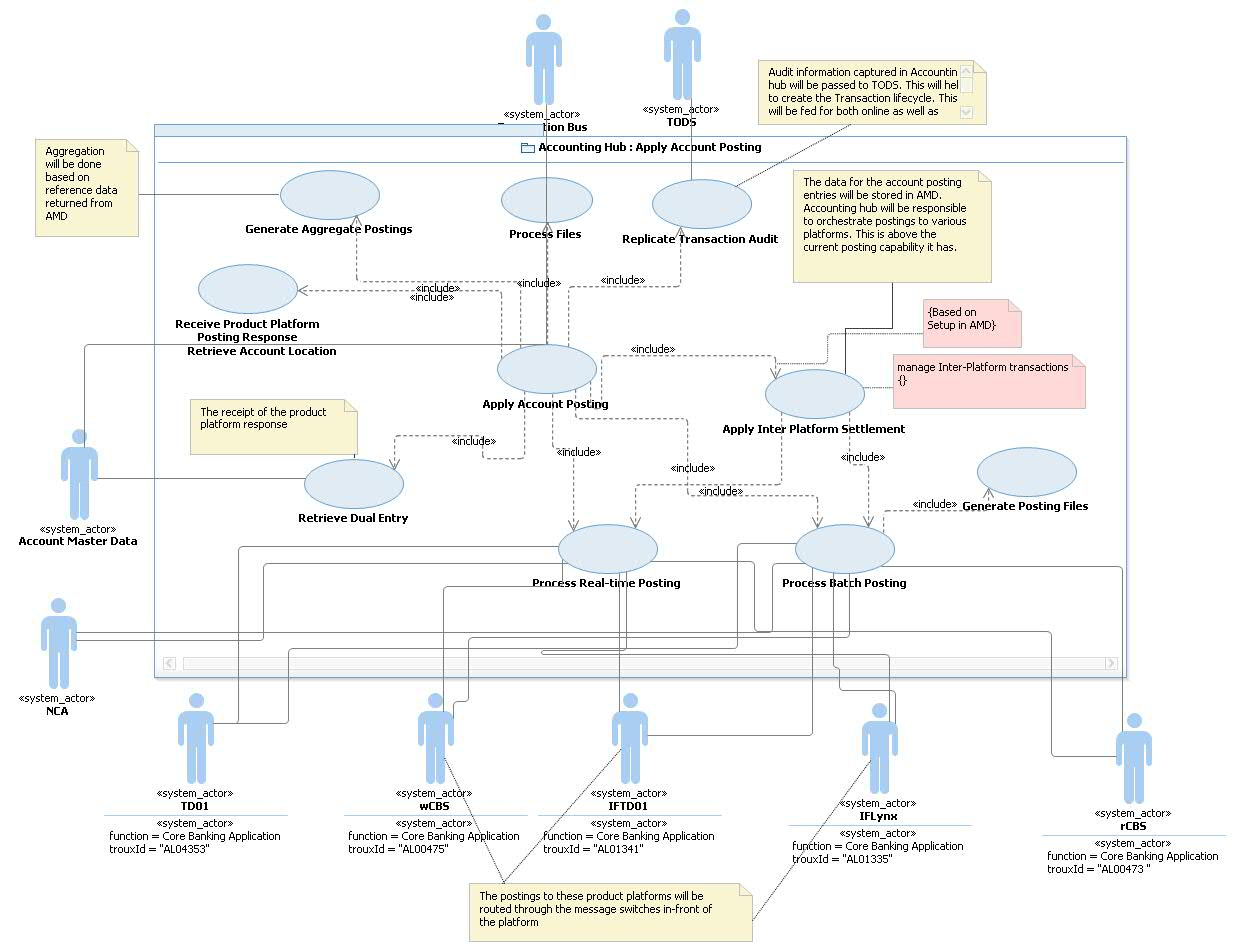 «system_actor»
tion Bus
«system_actor»
TODS
Audit information captured in Accountin
hub will be passed to TODS. This will hel
to create the Transaction lifecycle. This
will be fed for both online as well as
Accounting Hub : Apply Account Posting
Aggregation
will be done
based on
reference data
returned from
AMD
Generate Aggregate Postings
Process Files
Replicate Transaction Audit
The data for the account posting
entries will be stored in AMD.
Accounting hub will be responsible
to orchestrate postings to various
platforms. This is above the
current posting capability it has.
«include»
«include»
«include»
«include»
Receive Product Platform
Posting Response
Retrieve Account Location
{Based on
Setup in AMD}
«include»
manage Inter-Platform transactions
{}
Apply Account Posting
The receipt of the product
platform response
Apply Inter Platform Settlement
«include»
«include»
«include»
«include»
«include»
«include»
Generate Posting Files
Retrieve Dual Entry
«system_actor»
Account Master Data
Process Real-time Posting
Process Batch Posting
«system_actor»
NCA
«system_actor»
TD01
«system_actor»
function = Core Banking Application
trouxId = "AL04353"
«system_actor»
wCBS
«system_actor»
function = Core Banking Application
trouxId = "AL00475"
«system_actor»
IFTD01
«system_actor»
function = Core Banking Application
trouxId = "AL01341"
«system_actor»
IFLynx
«system_actor»
function = Core Banking Application
trouxId = "AL01335"
«system_actor»
rCBS
«system_actor»
function = Core Banking Application
trouxId = "AL00473 "
The postings to these product platforms will be
routed through the message switches in-front of
the platform